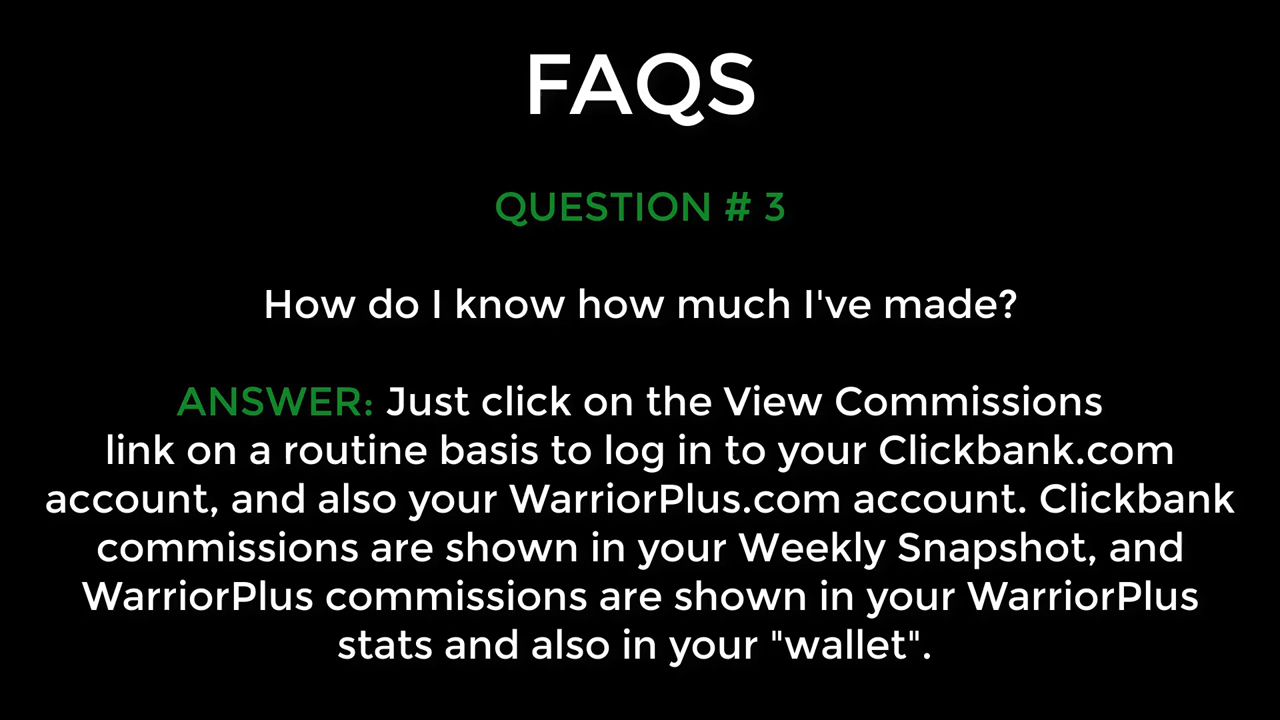 FAQS
QUESTION # 3
How do I know how much I've made?
ANSWER: Just click on the View Commissions
link on a routine basis to log in to your Clickbank.com
account, and also your WarriorPlus.com account. Clickbank
commissions are shown in your Weekly Snapshot, and
WarriorPlus commissions are shown in your WarriorPlus
stats and also in your "wallet".